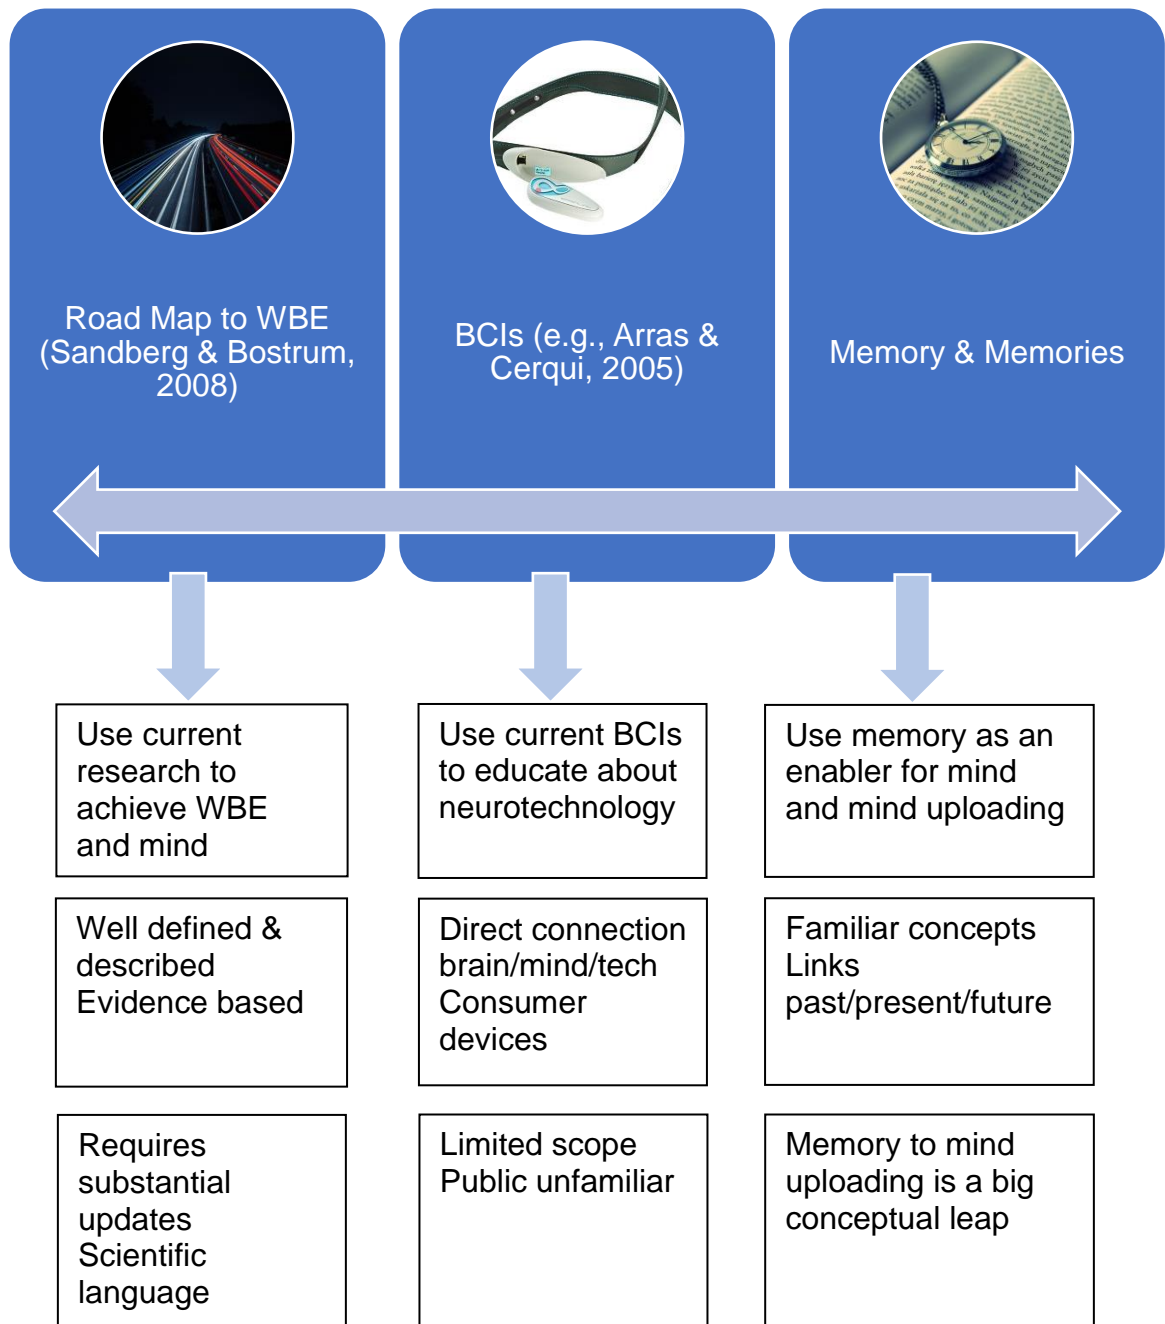 Road Map to WBE
(Sandberg & Bostrum,
2008)
BCIs (e.g., Arras &
Cerqui, 2005)
Memory & Memories
Use current
research to
achieve WBE
and mind
Use current BCIs
to educate about
neurotechnology
Use memory as an
enabler for mind
and mind uploading
Well defined &
described
Evidence based
Direct connection
brain/mind/tech
Consumer
devices
Familiar concepts
Links
past/present/future
Requires
substantial
updates
Scientific
language
Limited scope
Public unfamiliar
Memory to mind
uploading is a big
conceptual leap